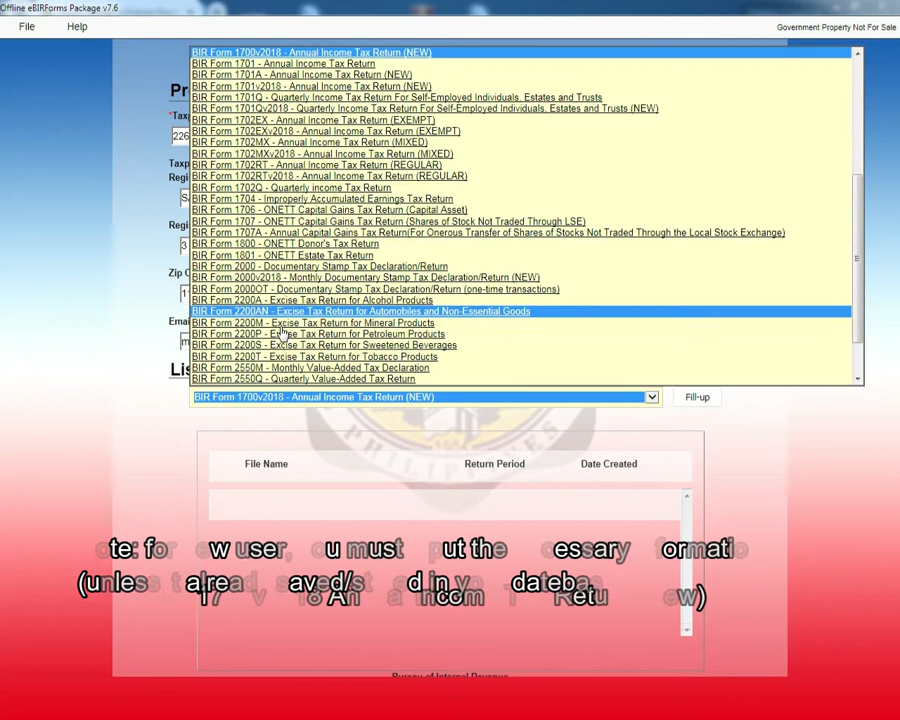 Offline eBIRForms Package v7.6
File Help Government Property Not For Sale
BIR Form 1700v2018 - Annual Income Tax Return (NEW)
BIR Form 1701 - Annual Income Tax Return
BIR Form 1701A - Annual Income Tax Return (NEW)
BIR Form 1701v2018 - Annual Income Tax Return (NEW)
BIR Form 1701Q - Quarterly Income Tax Return For Self-Employed Individuals, Estates and Trusts
BIR Form 1701Qv2018 - Quarterly Income Tax Return For Self-Employed Individuals, Estates and Trusts (NEW)
BIR Form 1702EX - Annual Income Tax Return (EXEMPT)
BIR Form 1702EXv2018 - Annual Income Tax Return (EXEMPT)
BIR Form 1702MX - Annual Income Tax Return (MIXED)
BIR Form 1702MXv2018 - Annual Income Tax Return (MIXED)
BIR Form 1702RT - Annual Income Tax Return (REGULAR)
BIR Form 1702RTv2018 - Annual Income Tax Return (REGULAR)
BIR Form 1702Q - Quarterly income Tax Return
BIR Form 1704 - Improperly Accumulated Earnings Tax Return
BIR Form 1706 - ONETT Capital Gains Tax Return (Capital Asset)
BIR Form 1707 - ONETT Capital Gains Tax Return (Shares of Stock Not Traded Through LSE)
BIR Form 1707A - Annual Capital Gains Tax Return(For Onerous Transfer of Shares of Stocks Not Traded Through the Local Stock Exchange)
BIR Form 1800 - ONETT Donor's Tax Return
BIR Form 1801 - ONETT Estate Tax Return
BIR Form 2000 - Documentary Stamp Tax Declaration/Return
BIR Form 2000v2018 - Monthly Documentary Stamp Tax Declaration/Return (NEW)
BIR Form 2000OT - Documentary Stamp Tax Declaration/Return (one-time transactions)
BIR Form 2200A - Excise Tax Return for Alcohol Products
BIR Form 2200AN - Excise Tax Return for Automobiles and Non-Essential Goods
BIR Form 2200M - Excise Tax Return for Mineral Products
BIR Form 2200P - Excise Tax Return for Petroleum Products
BIR Form 2200S - Excise Tax Return for Sweetened Beverages
BIR Form 2200T - Excise Tax Return for Tobacco Products
BIR Form 2550M - Monthly Value-Added Tax Declaration
BIR Form 2550Q - Quarterly Value-Added Tax Return
BIR Form 1700v2018 - Annual Income Tax Return (NEW) Fill-up
File Name Return Period Date Created
PHILIPPINES
user, must the
Bureau of Internal Revenue